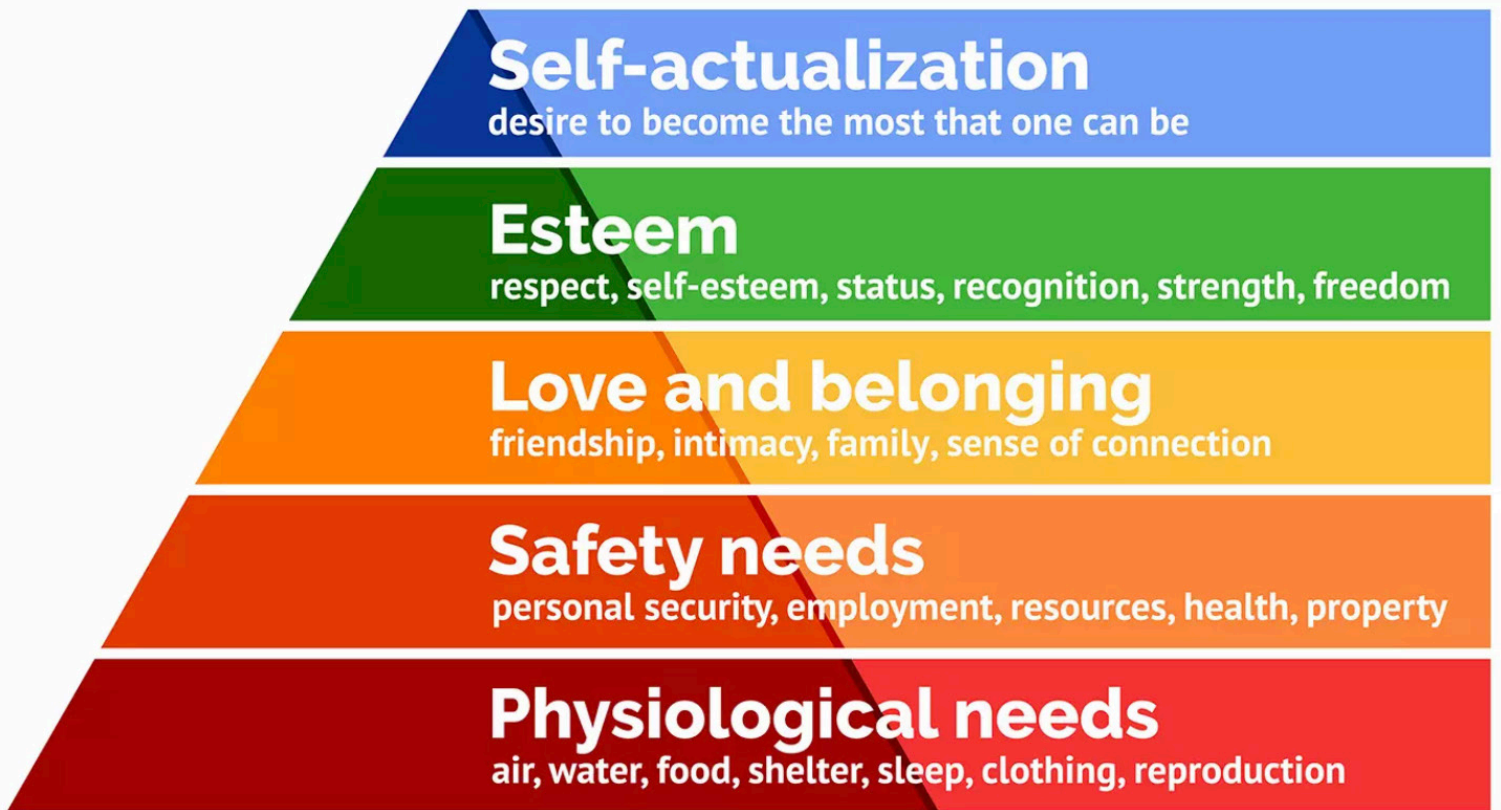 Self-actualization
desire to become the most that one can be
Esteem
respect, self-esteem, status, recognition, strength, freedom
Love and belonging
friendship, intimacy, family, sense of connection
Safety needs
personal security, employment, resources, health, property
Physiological needs
air, water, food, shelter, sleep, clothing, reproduction